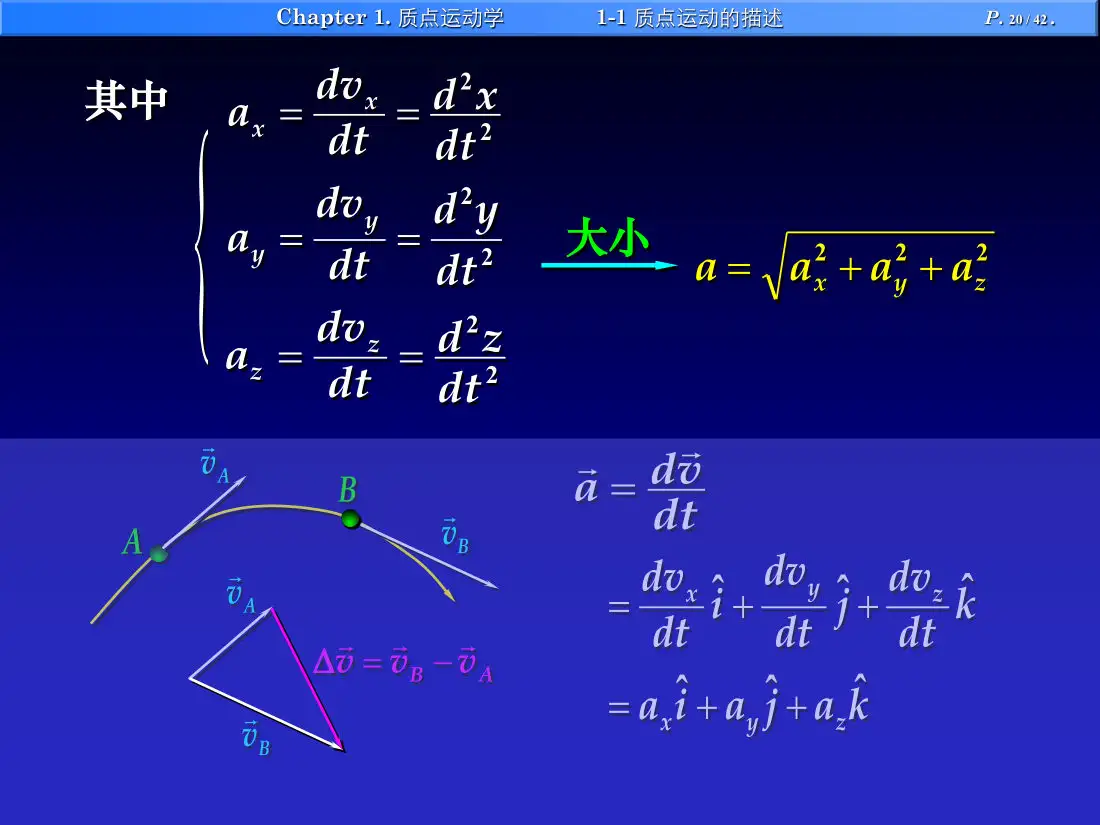 Chapter 1. 质点运动学 1-1 质点运动的描述 P. 20 / 42 .
其中
a_x = dv_x/dt = d²x/dt²
a_y = dv_y/dt = d²y/dt²
a_z = dv_z/dt = d²z/dt²
大小
a = √(a_x² + a_y² + a_z²)
v⃗_A
B
A
v⃗_B
v⃗_A
Δv⃗ = v⃗_B − v⃗_A
v⃗_B
a⃗ = dv⃗/dt
= dv_x/dt î + dv_y/dt ĵ + dv_z/dt k̂
= a_x î + a_y ĵ + a_z k̂